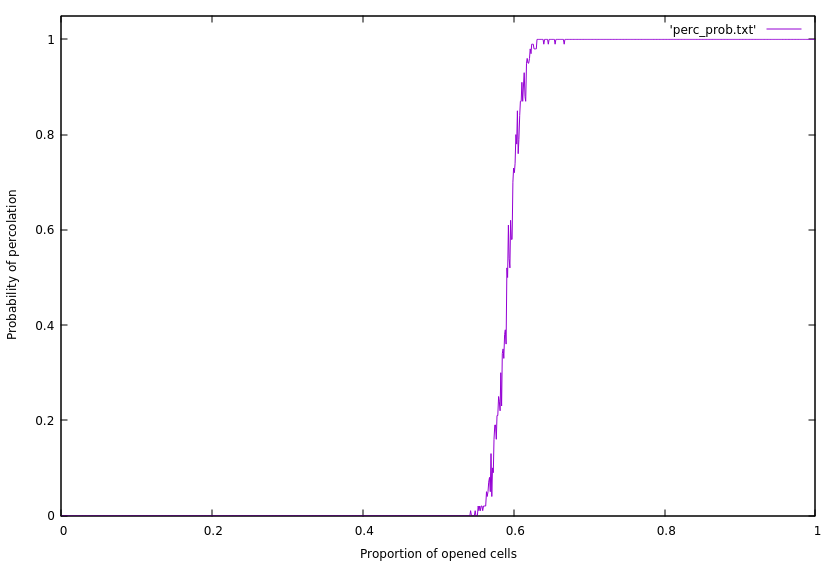 'perc_prob.txt'
1
0.8
0.6
0.4
0.2
0
0 0.2 0.4 0.6 0.8 1
Probability of percolation
Proportion of opened cells